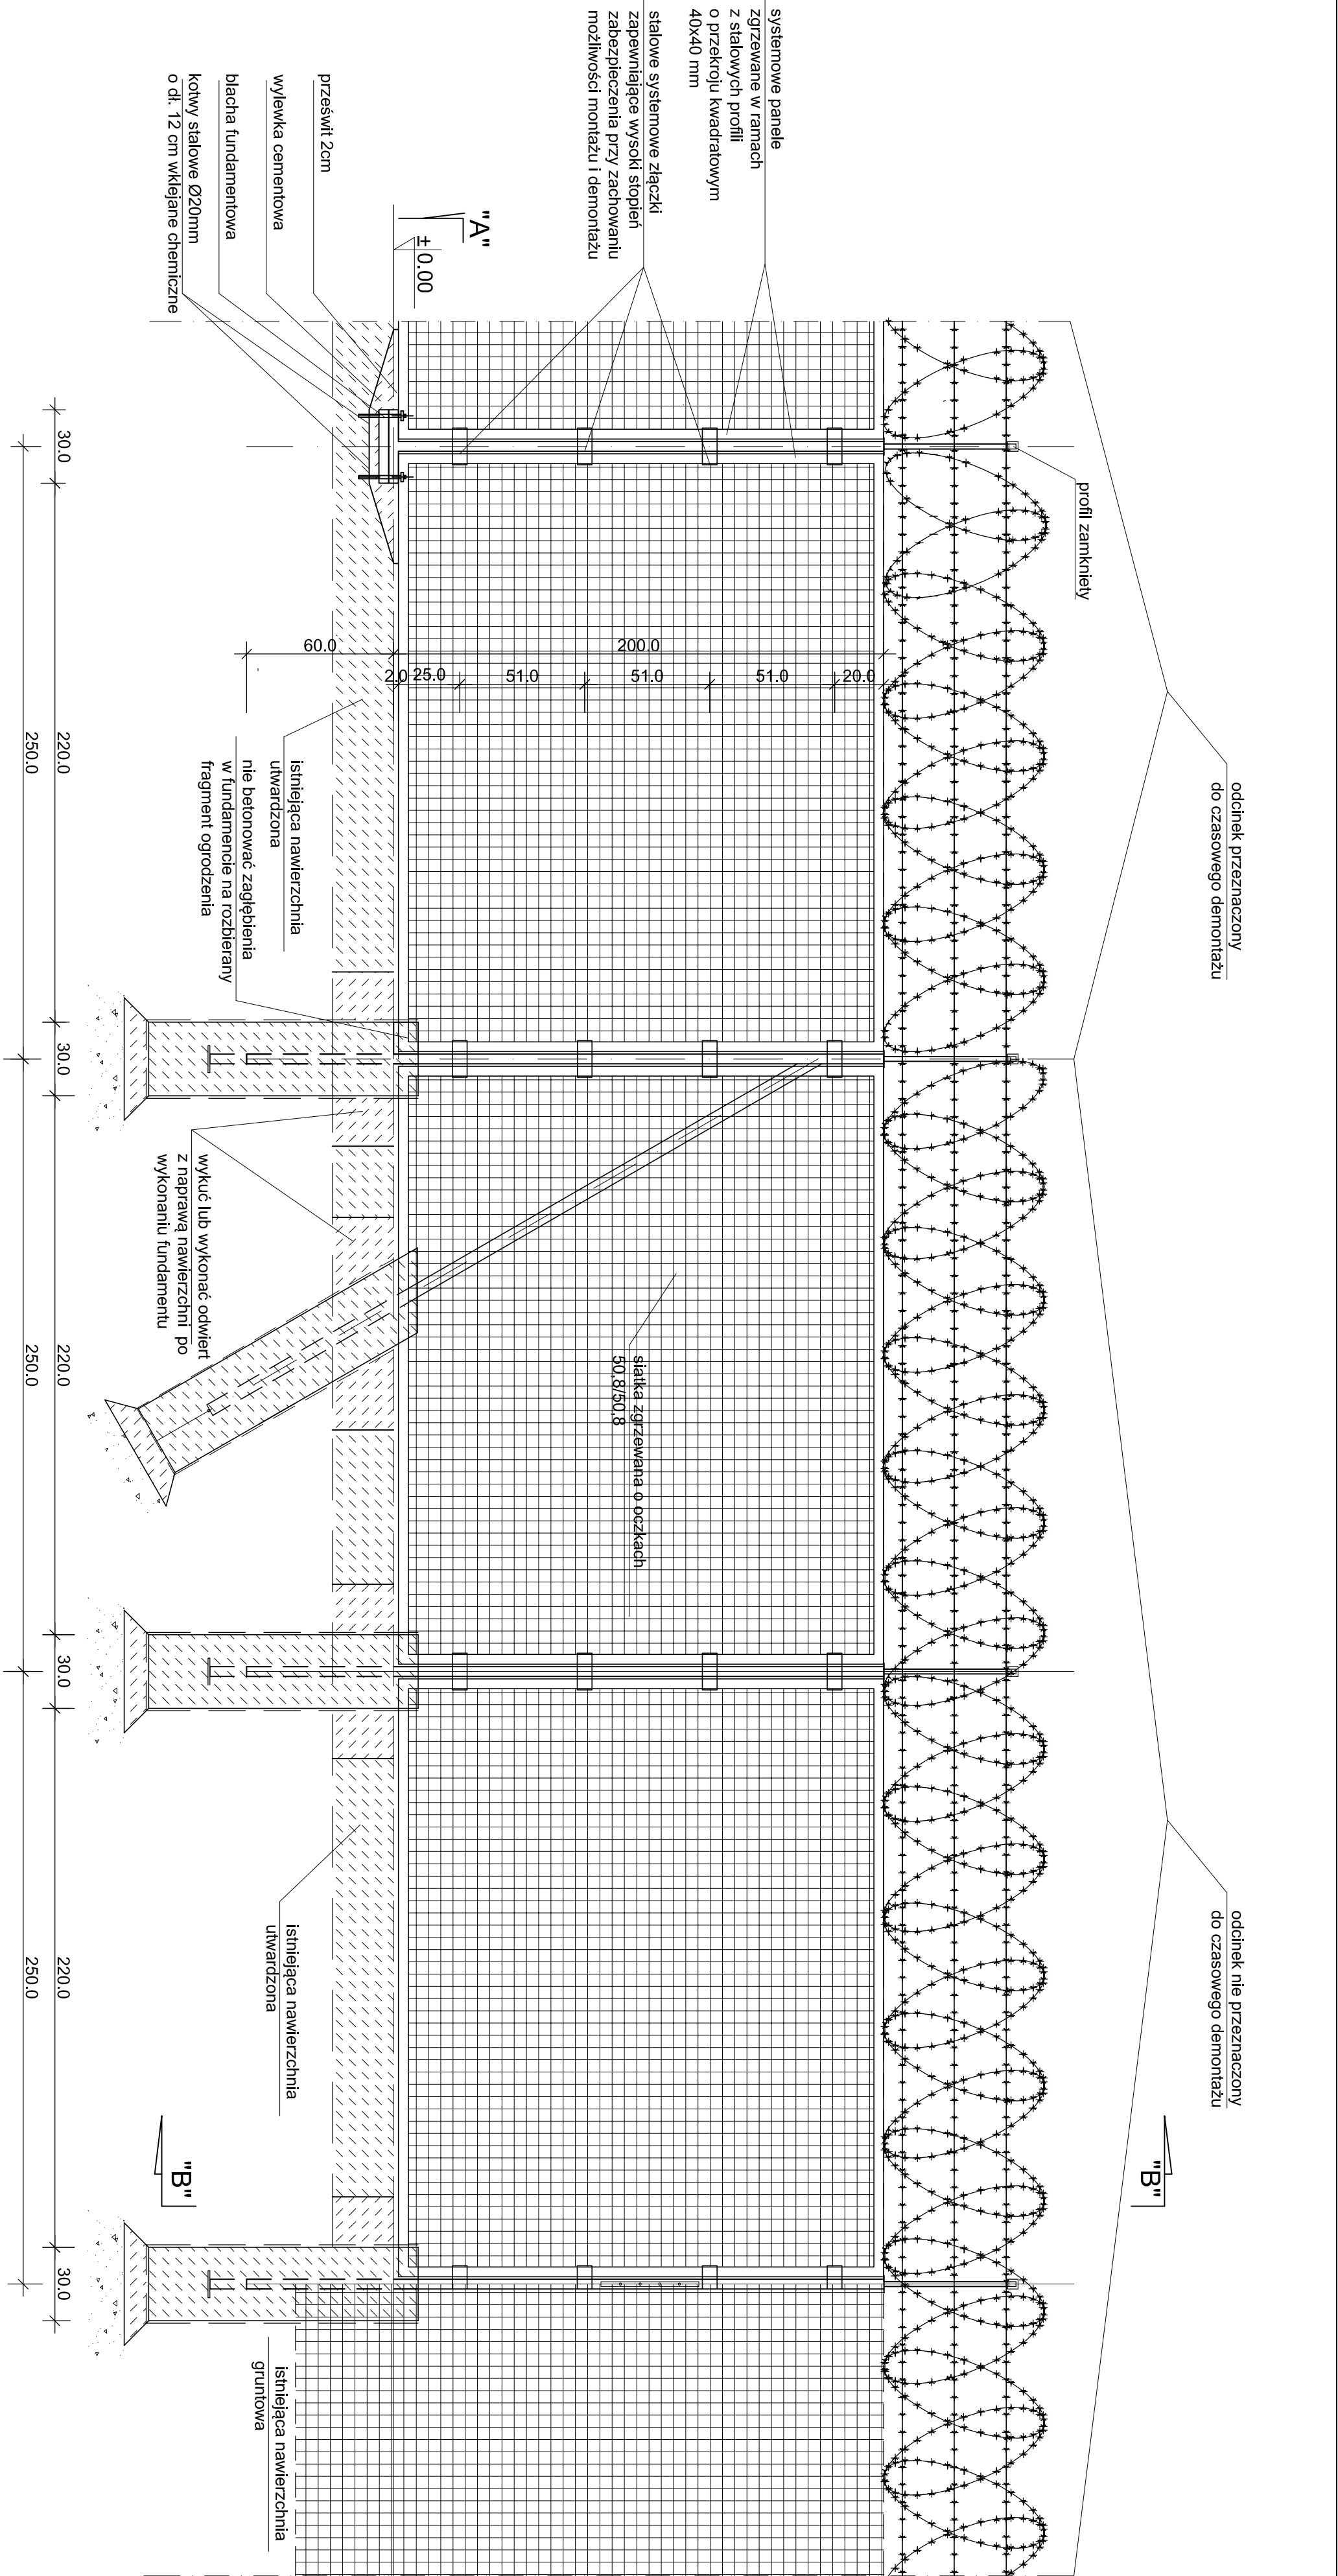 odcinek przeznaczony
do czasowego demontażu
odcinek nie przeznaczony
do czasowego demontażu
"B"
profil zamkniety
systemowe panele
zgrzewane w ramach
z stalowych profili
o przekroju kwadratowym
40x40 mm
stalowe systemowe złączki
zapewniające wysoki stopień
zabezpieczenia przy zachowaniu
możliwości montażu i demontażu
siatka zgrzewana o oczkach
50,8/50,8
200.0
60.0
20.0
51.0
51.0
51.0
25.0
2.0
"A"
±0.00
prześwit 2cm
wylewka cementowa
blacha fundamentowa
kotwy stalowe Ø20mm
o dł. 12 cm wklejane chemiczne
istniejąca nawierzchnia
utwardzona
nie betonować zagłębienia
w fundamencie na rozbierany
fragment ogrodzenia
wykuć lub wykonać odwiert
z naprawą nawierzchni po
wykonaniu fundamentu
istniejąca nawierzchnia
utwardzona
istniejąca nawierzchnia
gruntowa
"B"
30.0
220.0
30.0
220.0
30.0
220.0
30.0
250.0
250.0
250.0